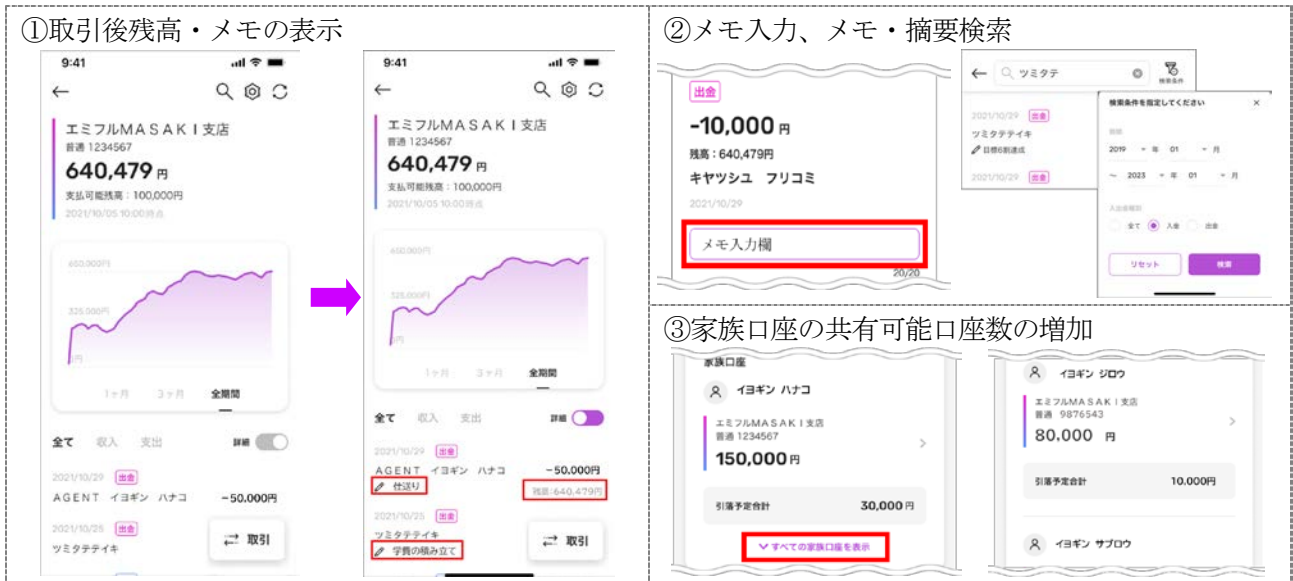 ①取引後残高・メモの表示
9:41
エミフルMASAKI支店
普通 1234567
640,479 円
支払可能残高：100,000円
2021/10/05 10:00時点
650,000円
325,000円
0円
1ヶ月 3ヶ月 全期間
全て 収入 支出 詳細
2021/10/29 出金
AGENT イヨギン ハナコ -50,000円
2021/10/25 出金
ツミタテテイキ
取引
9:41
エミフルMASAKI支店
普通 1234567
640,479 円
支払可能残高：100,000円
2021/10/05 10:00時点
650,000円
325,000円
0円
1ヶ月 3ヶ月 全期間
全て 収入 支出 詳細
2021/10/29 出金
AGENT イヨギン ハナコ -50,000円
仕送り 残高:640,479円
2021/10/25 出金
ツミタテテイキ
学費の積み立て
取引
②メモ入力、メモ・摘要検索
出金
-10,000 円
残高：640,479円
キヤツシユ フリコミ
2021/10/29
メモ入力欄
20/20
ツミタテ
検索条件
2021/10/29 出金
ツミタテテイキ
目標6割達成
2021/10/29 出金
検索条件を指定してください ×
期間
2019 年 01 月
～ 2023 年 01 月
入出金種別
全て 入金 出金
リセット 検索
③家族口座の共有可能口座数の増加
家族口座
イヨギン ハナコ
エミフルMASAKI支店
普通 1234567
150,000 円
引落予定合計 30,000 円
すべての家族口座を表示
イヨギン ジロウ
エミフルMASAKI支店
普通 9876543
80,000 円
引落予定合計 10,000円
イヨギン サブロウ